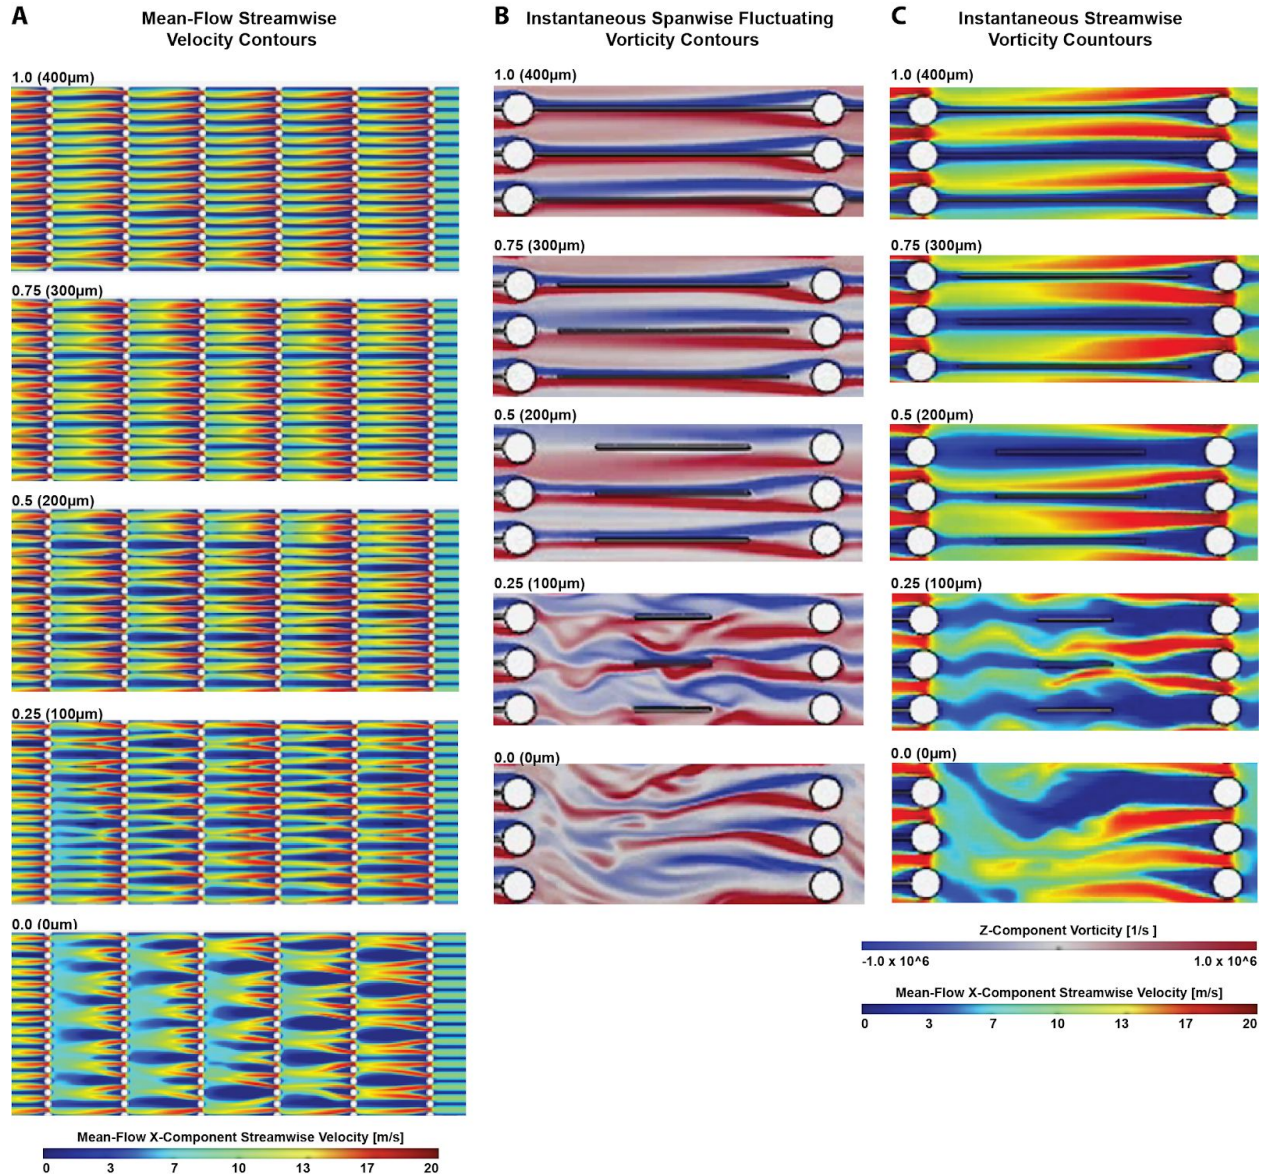 A
Mean-Flow Streamwise
Velocity Contours
1.0 (400μm)
0.75 (300μm)
0.5 (200μm)
0.25 (100μm)
0.0 (0μm)
Mean-Flow X-Component Streamwise Velocity [m/s]
0 3 7 10 13 17 20
B
Instantaneous Spanwise Fluctuating
Vorticity Contours
1.0 (400μm)
0.75 (300μm)
0.5 (200μm)
0.25 (100μm)
0.0 (0μm)
C
Instantaneous Streamwise
Vorticity Countours
1.0 (400μm)
0.75 (300μm)
0.5 (200μm)
0.25 (100μm)
0.0 (0μm)
Z-Component Vorticity [1/s ]
-1.0 x 10^6 1.0 x 10^6
Mean-Flow X-Component Streamwise Velocity [m/s]
0 3 7 10 13 17 20